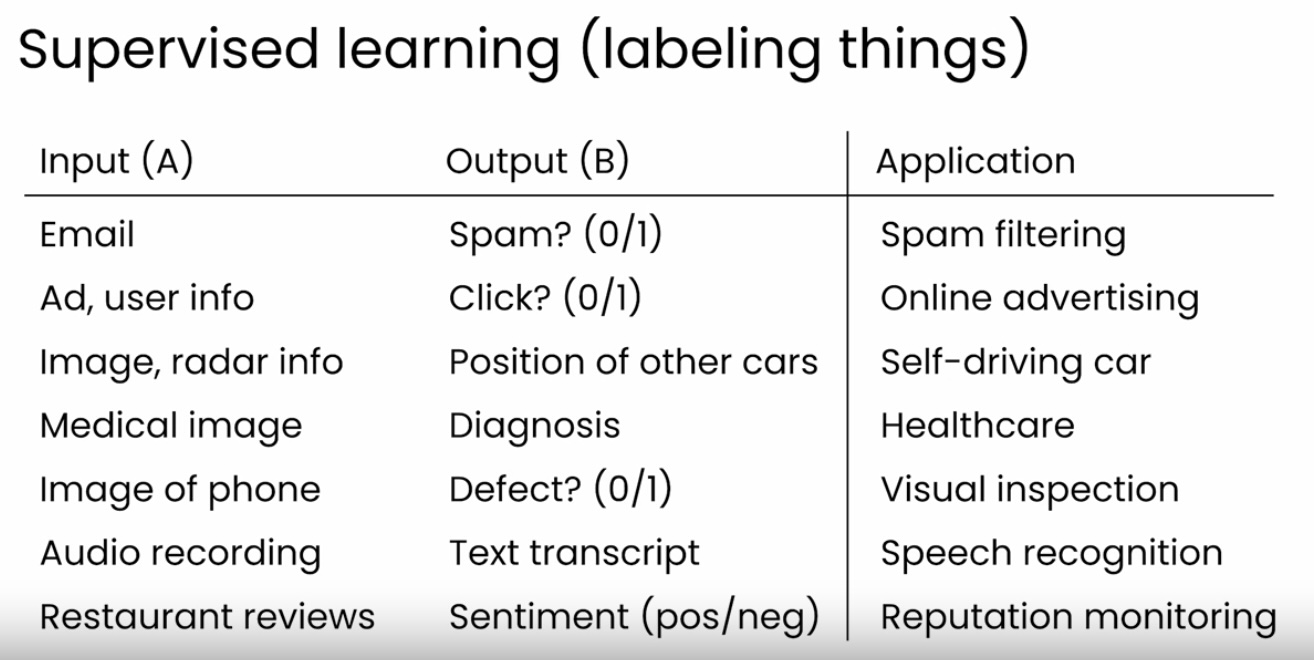 Supervised learning (labeling things)
Input (A) Output (B) Application
Email Spam? (0/1) Spam filtering
Ad, user info Click? (0/1) Online advertising
Image, radar info Position of other cars Self-driving car
Medical image Diagnosis Healthcare
Image of phone Defect? (0/1) Visual inspection
Audio recording Text transcript Speech recognition
Restaurant reviews Sentiment (pos/neg) Reputation monitoring